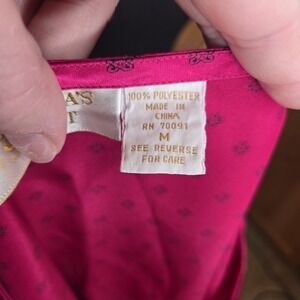 A'S
T
100% POLYESTER
MADE IN
CHINA
RN 70091
M
SEE REVERSE
FOR CARE